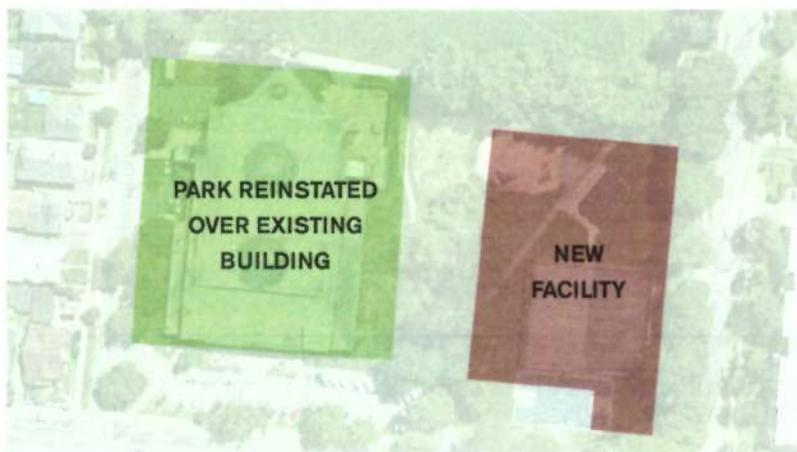 PARK REINSTATED
OVER EXISTING
BUILDING
NEW
FACILITY